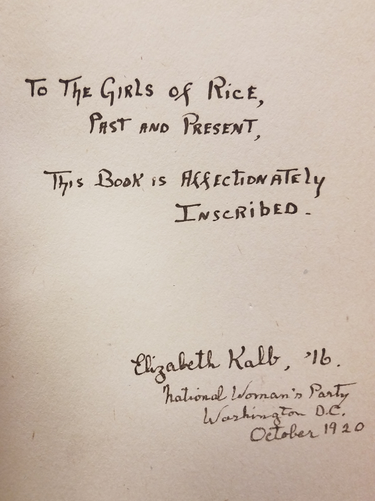 To The Girls of Rice,
Past and Present,
This Book is Affectionately
Inscribed.
Elizabeth Kalb, '16.
National Woman's Party
Washington D.C.
October 1920